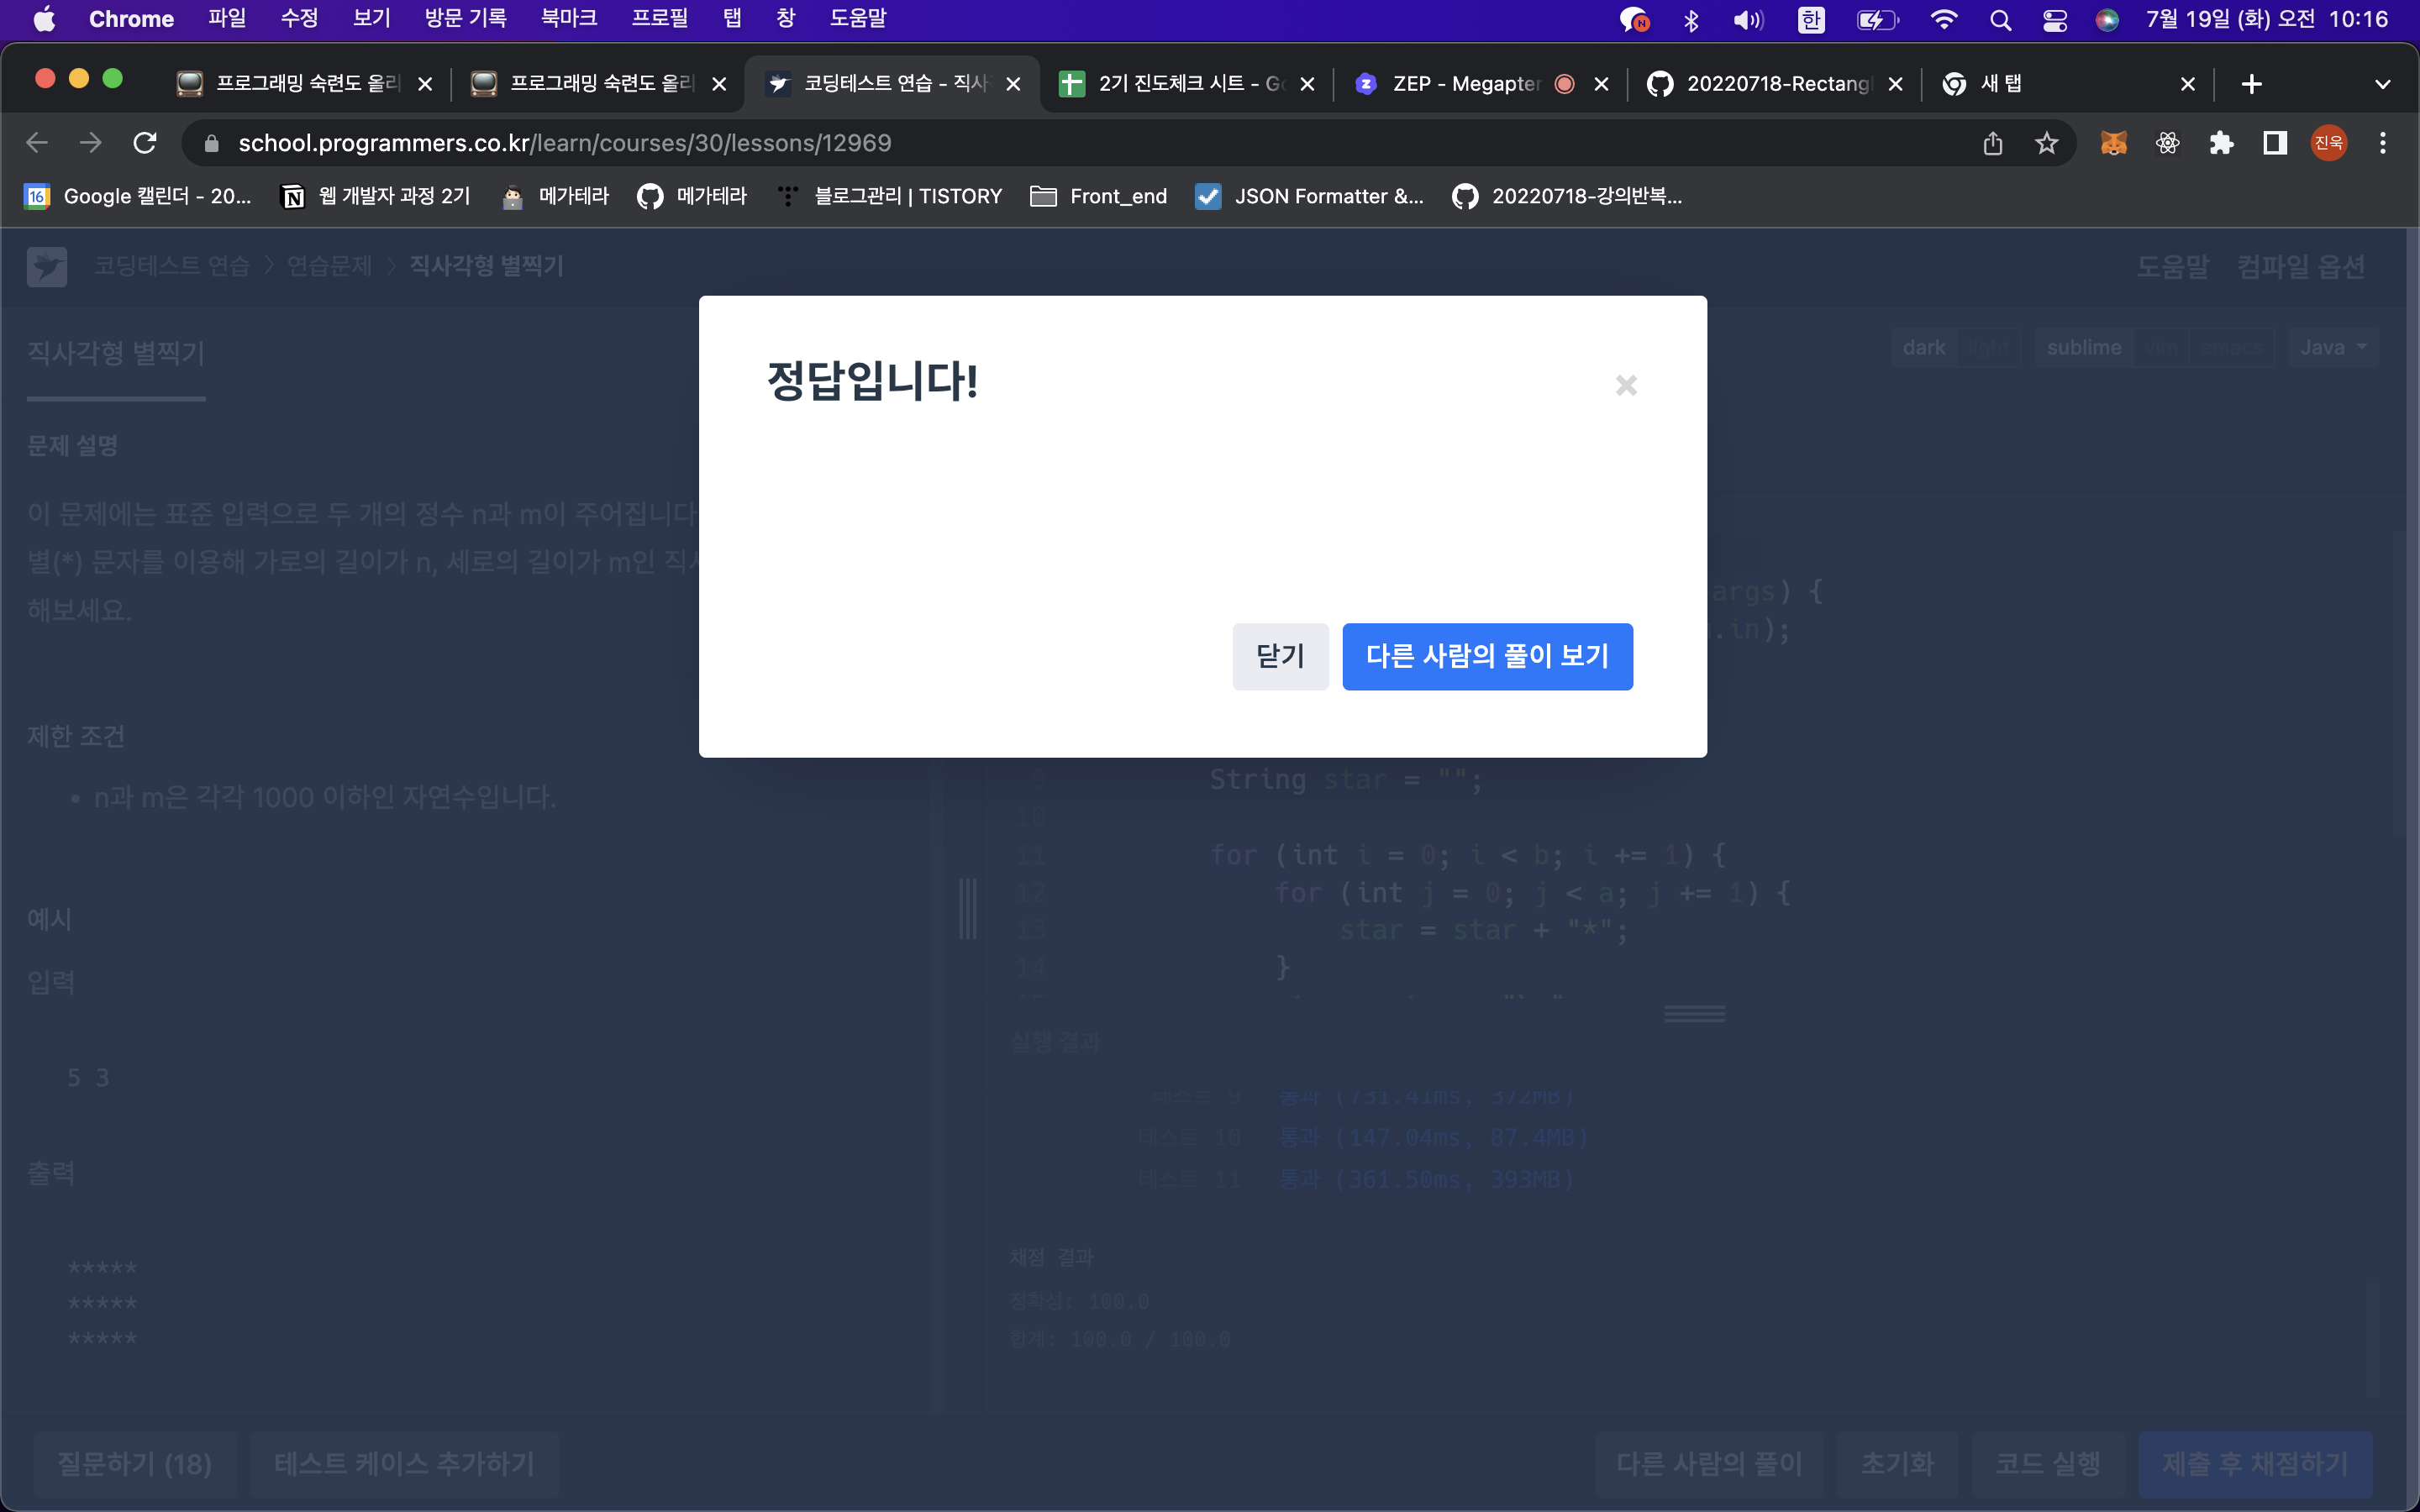 Chrome 파일 수정 보기 방문 기록 북마크 프로필 탭 창 도움말 한 7월 19일 (화) 오전 10:16
프로그래밍 숙련도 올리 프로그래밍 숙련도 올리 코딩테스트 연습 - 직사 2기 진도체크 시트 - Go ZEP - Megapter 20220718-Rectangl 새 탭
school.programmers.co.kr/learn/courses/30/lessons/12969 진욱
16 Google 캘린더 - 20... 웹 개발자 과정 2기 메가테라 메가테라 블로그관리 | TISTORY Front_end JSON Formatter &... 20220718-강의반복...
코딩테스트 연습 > 연습문제 > 직사각형 별찍기 도움말 컴파일 옵션
직사각형 별찍기 dark light sublime vim emacs Java
정답입니다!
닫기 다른 사람의 풀이 보기
문제 설명
이 문제에는 표준 입력으로 두 개의 정수 n과 m이 주어집니다
별(*) 문자를 이용해 가로의 길이가 n, 세로의 길이가 m인
해보세요.
제한 조건
• n과 m은 각각 1000 이하인 자연수입니다.
예시
입력
5 3
출력
*****
*****
*****
args) {
.in);
9 String star = "";
10
11 for (int i = 0; i < b; i += 1) {
12 for (int j = 0; j < a; j += 1) {
13 star = star + "*";
14 }
실행 결과
테스트 9 통과 (731.41ms, 372MB)
테스트 10 통과 (147.04ms, 87.4MB)
테스트 11 통과 (361.50ms, 393MB)
채점 결과
정확성: 100.0
합계: 100.0 / 100.0
질문하기 (18) 테스트 케이스 추가하기 다른 사람의 풀이 초기화 코드 실행 제출 후 채점하기